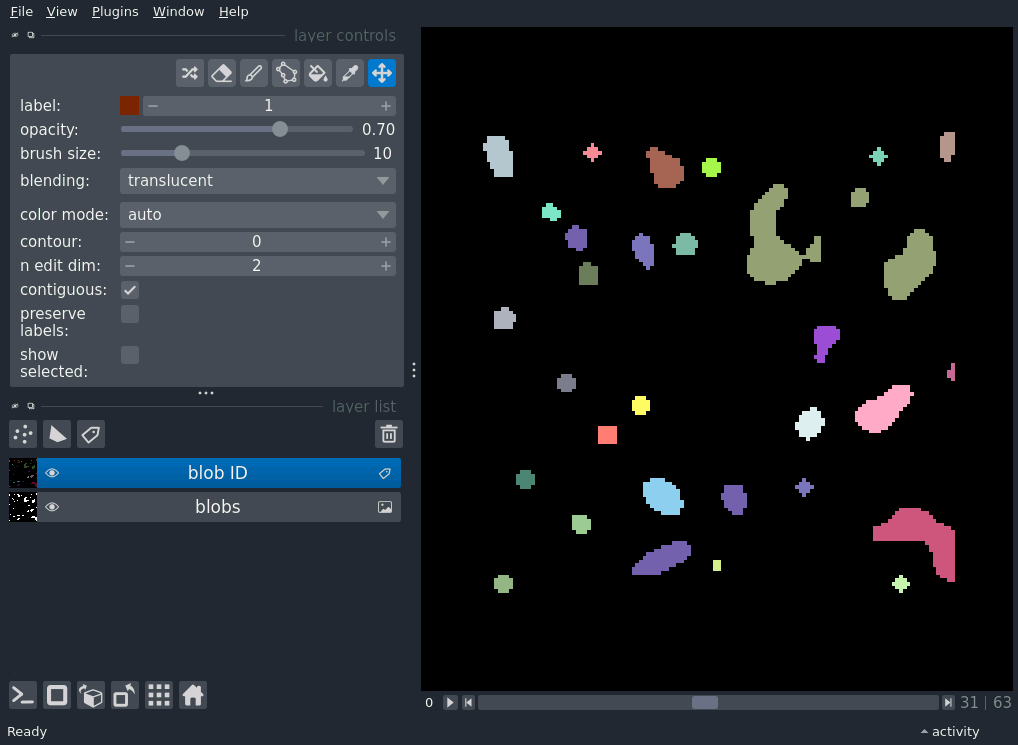 File View Plugins Window Help
layer controls
label: 1
opacity: 0.70
brush size: 10
blending: translucent
color mode: auto
contour: 0
n edit dim: 2
contiguous:
preserve
labels:
show
selected:
layer list
blob ID
blobs
0 31 | 63
Ready activity